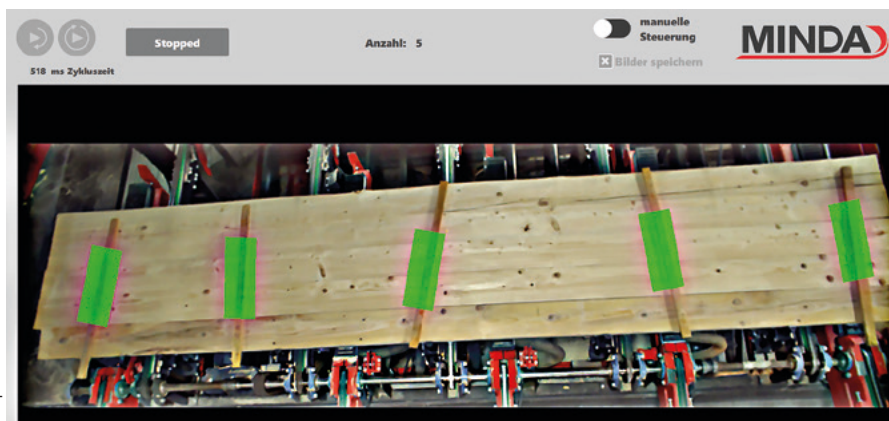 Stopped
Anzahl: 5
manuelle
Steuerung
MINDA
Bilder speichern
518 ms Zykluszeit